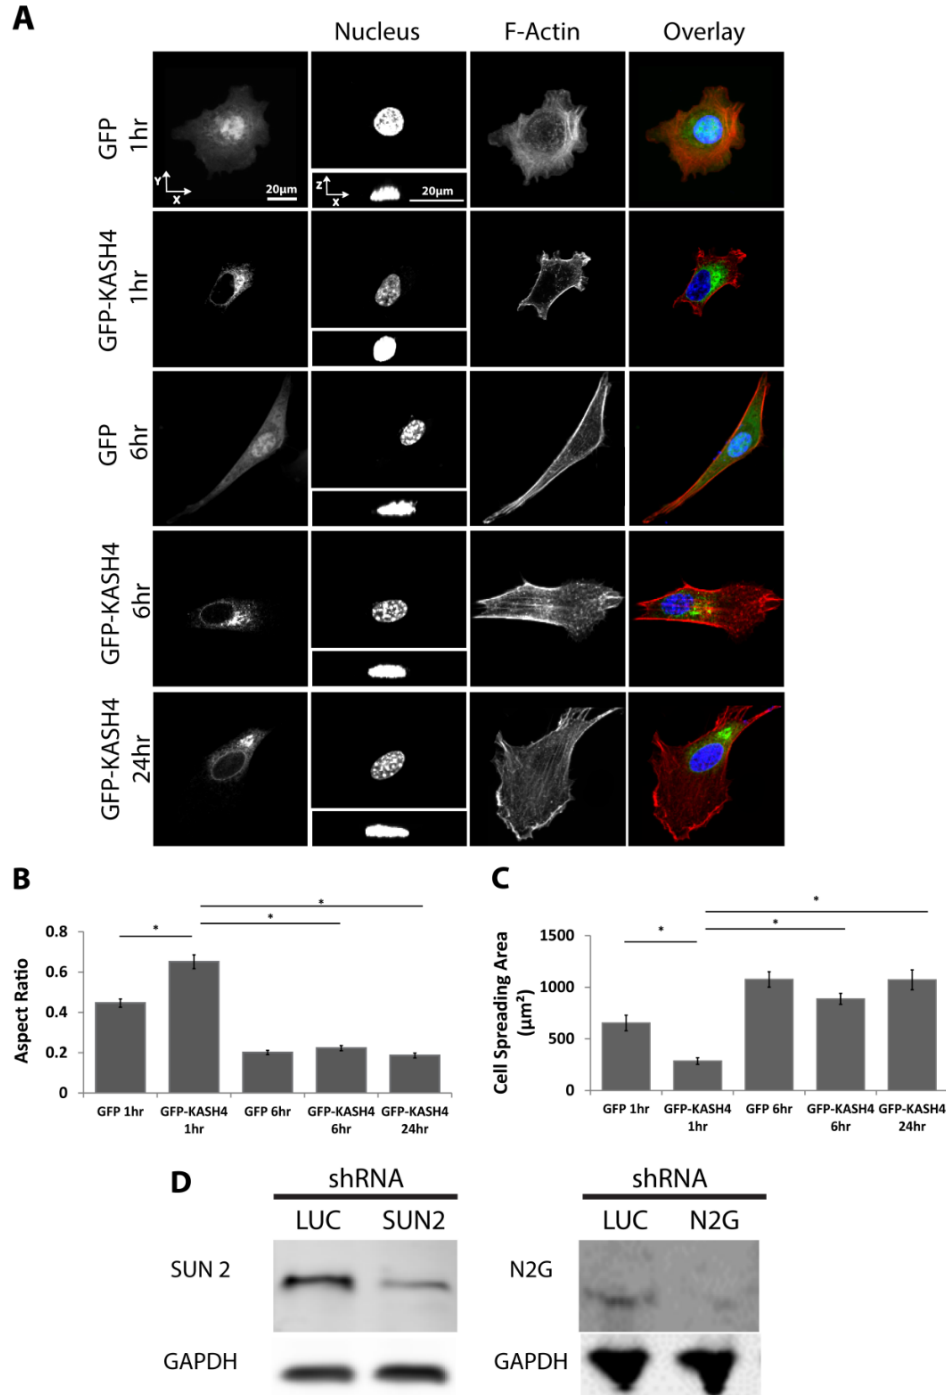 A
Nucleus F-Actin Overlay
GFP
1hr
Y
X
20µm
Z
X
20µm
GFP-KASH4
1hr
GFP
6hr
GFP-KASH4
6hr
GFP-KASH4
24hr
B
Aspect Ratio
0.8
0.6
0.4
0.2
0
*
*
*
GFP 1hr GFP-KASH4 GFP 6hr GFP-KASH4 GFP-KASH4
1hr 6hr 24hr
C
Cell Spreading Area
(µm²)
1500
1000
500
0
*
*
*
GFP 1hr GFP-KASH4 GFP 6hr GFP-KASH4 GFP-KASH4
1hr 6hr 24hr
D
shRNA
LUC SUN2
SUN 2
GAPDH
shRNA
LUC N2G
N2G
GAPDH